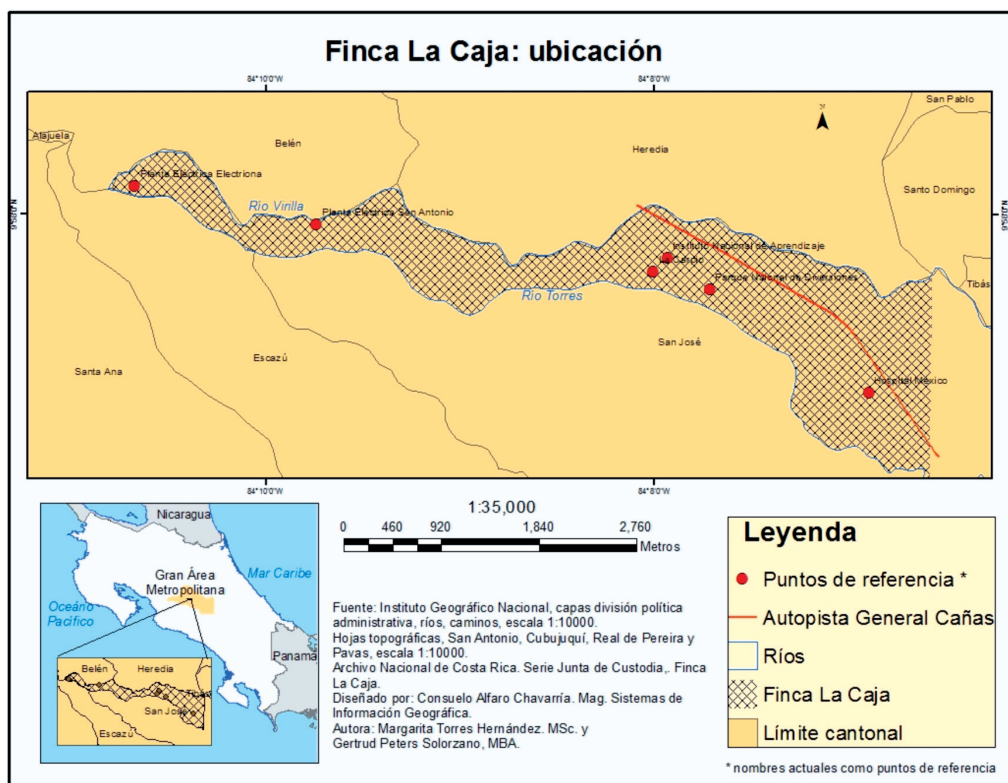 Finca La Caja: ubicación
84°10'0"W
84°8'0"W
San Pablo
Alajuela
Belén
Heredia
Planta Eléctrica Electriona
Santo Domingo
Río Virilla
Planta Eléctrica San Antonio
Instituto Nacional de Aprendizaje
La Carpio
Parque Nacional de Diversiones
Tibás
Río Torres
San José
Escazú
Santa Ana
Hospital México
84°10'0"W
84°8'0"W
Nicaragua
Mar Caribe
Gran Área
Metropolitana
Océano
Pacífico
Panamá
Belén
Heredia
Tibás
San José
Escazú
1:35,000
0 460 920 1,840 2,760
Metros
Fuente: Instituto Geográfico Nacional, capas división política
administrativa, ríos, caminos, escala 1:10000.
Hojas topográficas, San Antonio, Cubujuquí, Real de Pereira y
Pavas, escala 1:10000.
Archivo Nacional de Costa Rica. Serie Junta de Custodia,. Finca
La Caja.
Diseñado por: Consuelo Alfaro Chavarría. Mag. Sistemas de
Información Geográfica.
Autora: Margarita Torres Hernández. MSc. y
Gertrud Peters Solorzano, MBA.
Leyenda
Puntos de referencia *
Autopista General Cañas
Ríos
Finca La Caja
Límite cantonal
* nombres actuales como puntos de referencia